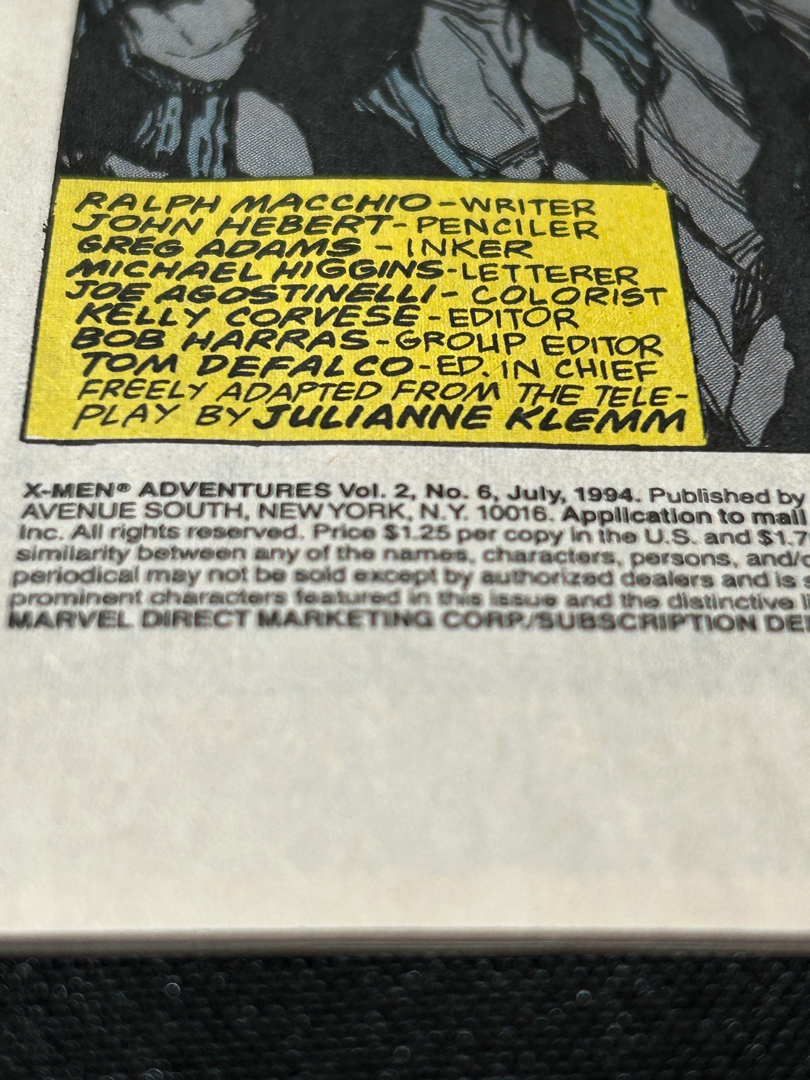 RALPH MACCHIO-WRITER
JOHN HEBERT-PENCILER
GREG ADAMS - INKER
MICHAEL HIGGINS-LETTERER
JOE AGOSTINELLI- COLORIST
KELLY CORVESE-EDITOR
BOB HARRAS-GROUP EDITOR
TOM DEFALCO-ED. IN CHIEF
FREELY ADAPTED FROM THE TELE-
PLAY BY JULIANNE KLEMM
X-MEN® ADVENTURES Vol. 2, No. 6, July, 1994. Published by
AVENUE SOUTH, NEW YORK, N.Y. 10016. Application to mail
Inc. All rights reserved. Price $1.25 per copy in the U.S. and $1.7
similarity between any of the names, characters, persons, and/
periodical may not be sold except by authorized dealers and is
prominent characters featured in this issue and the distinctive
MARVEL DIRECT MARKETING CORP./SUBSCRIPTION